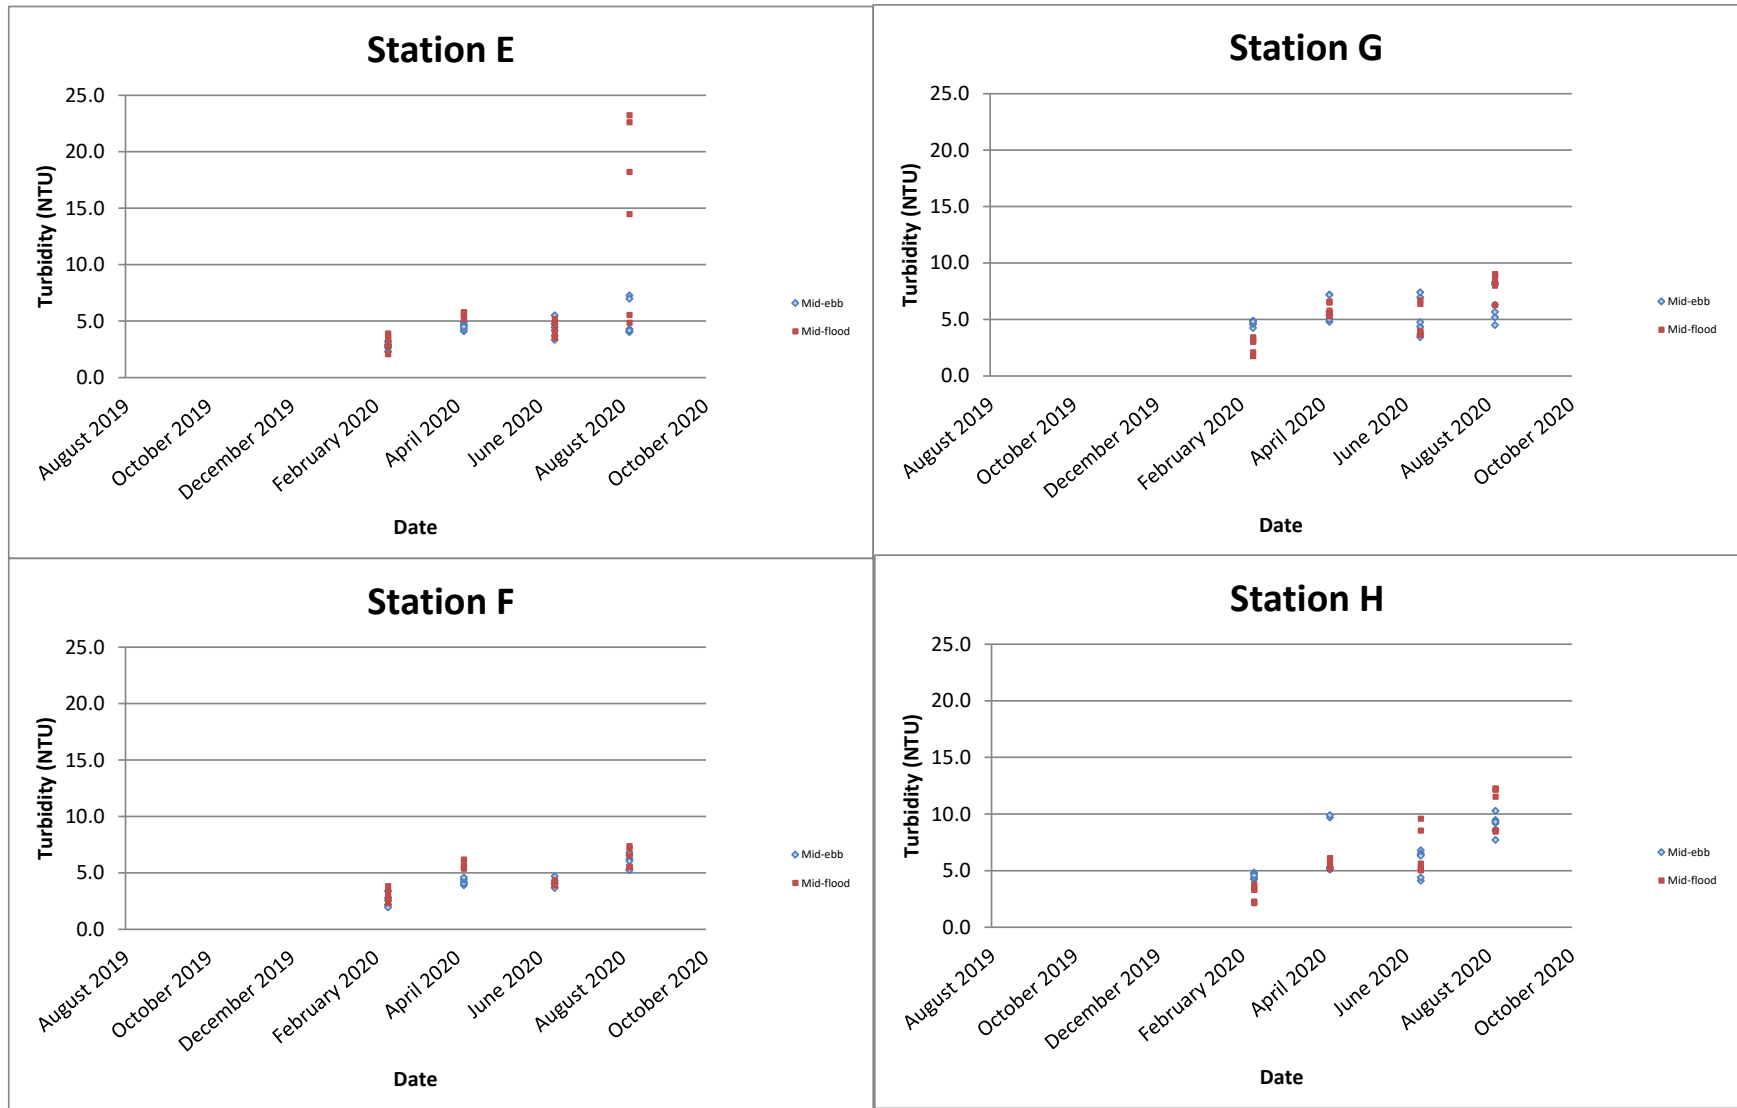 Station E
25.0
20.0
15.0
10.0
5.0
0.0
Turbidity (NTU)
August 2019
October 2019
December 2019
February 2020
April 2020
June 2020
August 2020
October 2020
Date
Mid-ebb
Mid-flood
Station G
25.0
20.0
15.0
10.0
5.0
0.0
Turbidity (NTU)
August 2019
October 2019
December 2019
February 2020
April 2020
June 2020
August 2020
October 2020
Date
Mid-ebb
Mid-flood
Station F
25.0
20.0
15.0
10.0
5.0
0.0
Turbidity (NTU)
August 2019
October 2019
December 2019
February 2020
April 2020
June 2020
August 2020
October 2020
Date
Mid-ebb
Mid-flood
Station H
25.0
20.0
15.0
10.0
5.0
0.0
Turbidity (NTU)
August 2019
October 2019
December 2019
February 2020
April 2020
June 2020
August 2020
October 2020
Date
Mid-ebb
Mid-flood